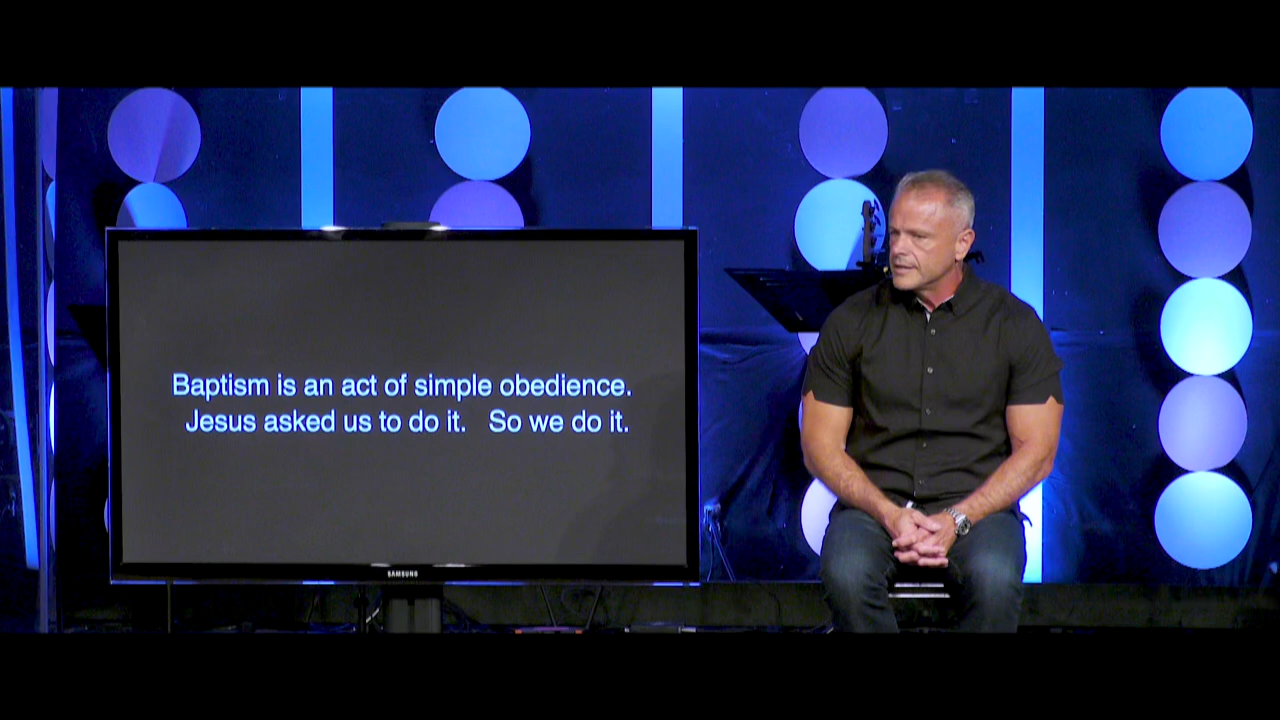 Baptism is an act of simple obedience.
Jesus asked us to do it. So we do it.
SAMSUNG